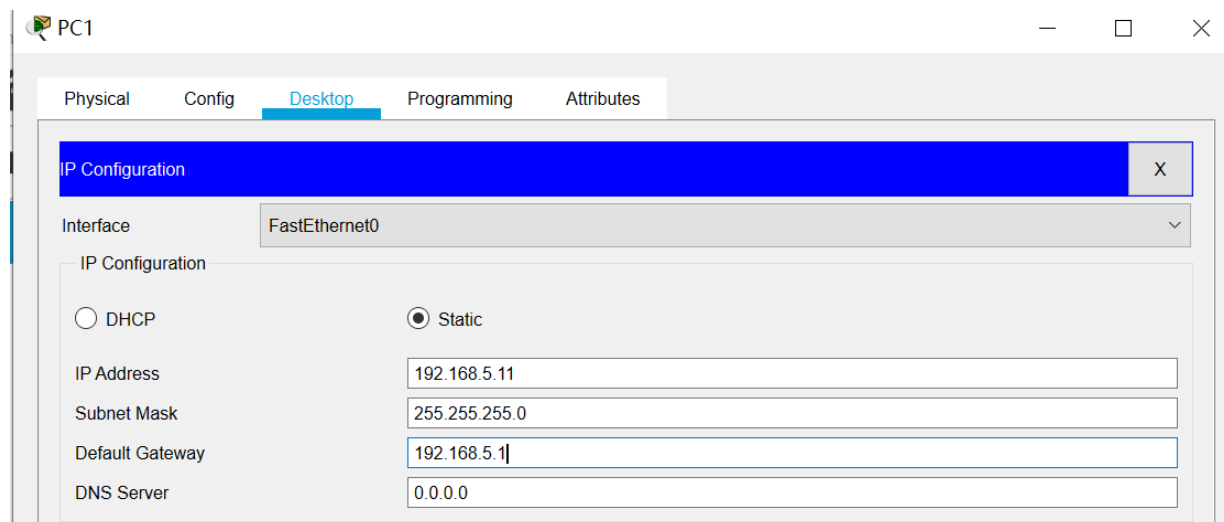 PC1
Physical Config Desktop Programming Attributes
IP Configuration X
Interface FastEthernet0
IP Configuration
DHCP Static
IP Address 192.168.5.11
Subnet Mask 255.255.255.0
Default Gateway 192.168.5.1
DNS Server 0.0.0.0